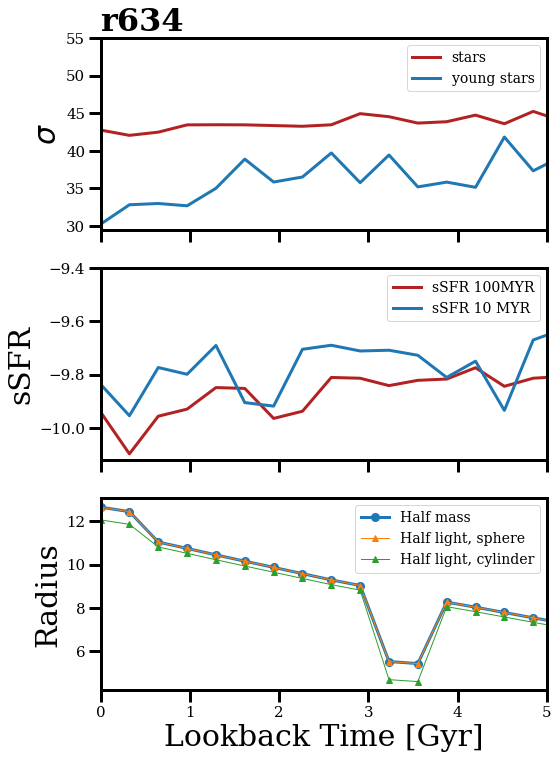 r634
55
50
45
40
35
30
σ
stars
young stars
−9.4
−9.6
−9.8
−10.0
sSFR
sSFR 100MYR
sSFR 10 MYR
12
10
8
6
Radius
Half mass
Half light, sphere
Half light, cylinder
0 1 2 3 4 5
Lookback Time [Gyr]